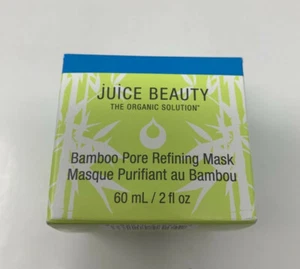 JUICE BEAUTY
THE ORGANIC SOLUTION®
Bamboo Pore Refining Mask
Masque Purifiant au Bambou
60 mL / 2 fl oz